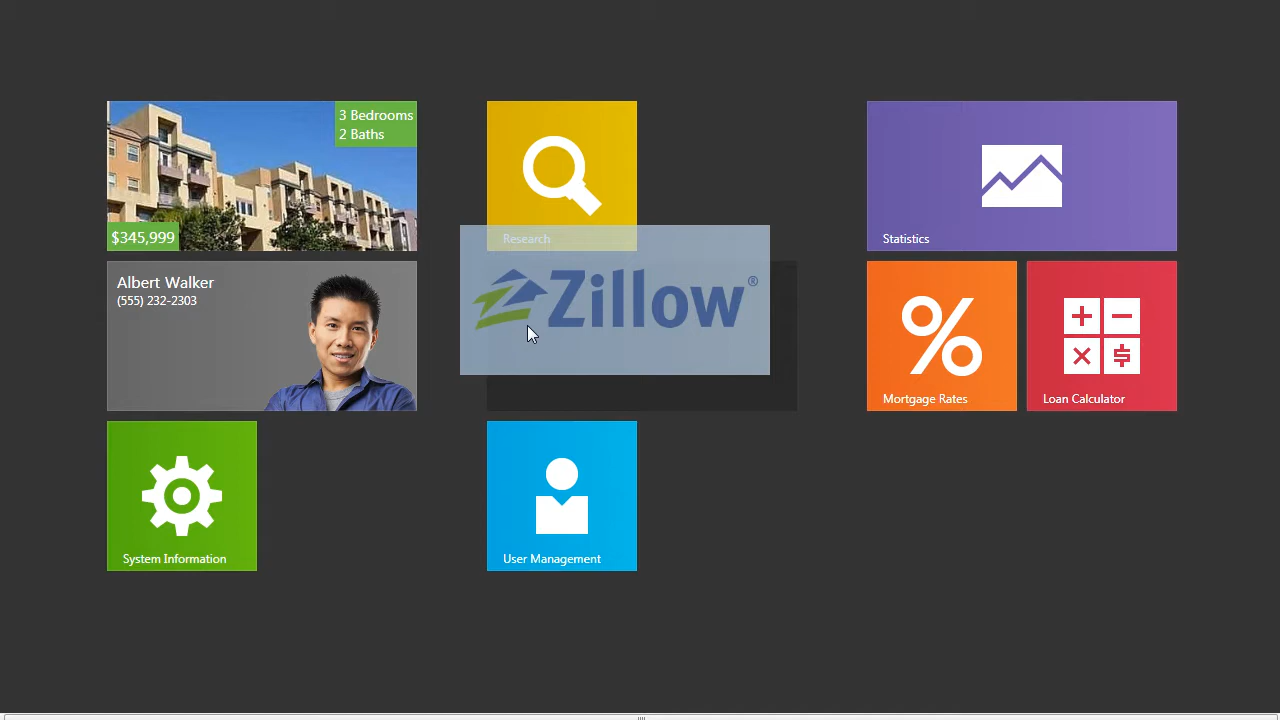 3 Bedrooms
2 Baths
$345,999
Albert Walker
(555) 232-2303
System Information
Research
Zillow®
User Management
Statistics
Mortgage Rates
Loan Calculator